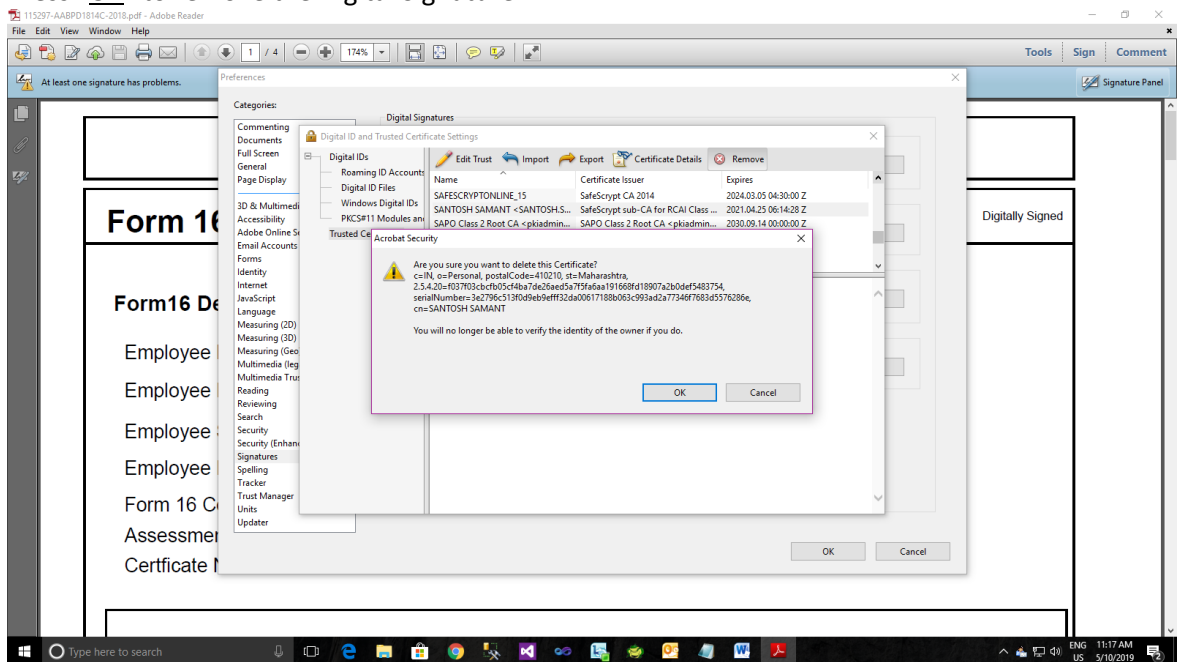 115297-AABPD1814C-2018.pdf - Adobe Reader
File Edit View Window Help
1 / 4 174% Tools Sign Comment
At least one signature has problems. Signature Panel
Preferences
Categories:
Digital Signatures
Commenting
Documents
Full Screen
General
Page Display
3D & Multimedi
Accessibility
Adobe Online Se
Email Accounts
Forms
Identity
Internet
JavaScript
Language
Measuring (2D)
Measuring (3D)
Measuring (Geo
Multimedia (leg
Multimedia Trus
Reading
Reviewing
Search
Security
Security (Enhan
Signatures
Spelling
Tracker
Trust Manager
Units
Updater
OK Cancel
Digital ID and Trusted Certificate Settings
Digital IDs
Roaming ID Accounts
Digital ID Files
Windows Digital IDs
PKCS#11 Modules an
Trusted Ce
Edit Trust Import Export Certificate Details Remove
Name Certificate Issuer Expires
SAFESCRYPTONLINE_15 SafeScrypt CA 2014 2024.03.05 04:30:00 Z
SANTOSH SAMANT <SANTOSH.S... SafeScrypt sub-CA for RCAI Class ... 2021.04.25 06:14:28 Z
SAPO Class 2 Root CA <pkiadmin... SAPO Class 2 Root CA <pkiadmin... 2030.09.14 00:00:00 Z
Acrobat Security
Are you sure you want to delete this Certificate?
c=IN, o=Personal, postalCode=410210, st=Maharashtra,
2.5.4.20=f037f03cbcfb05cf4ba7de26aed5a7f5fa6aa191668fd18907a2b0def5483754,
serialNumber=3e2796c513f0d9eb9efff32da00617188b063c993ad2a77346f7683d5576286e,
cn=SANTOSH SAMANT
You will no longer be able to verify the identity of the owner if you do.
OK Cancel
Form 16
Digitally Signed
Form16 De
Employee
Employee
Employee
Employee
Form 16 C
Assessmer
Certficate N
Type here to search
ENG 11:17 AM
US 5/10/2019